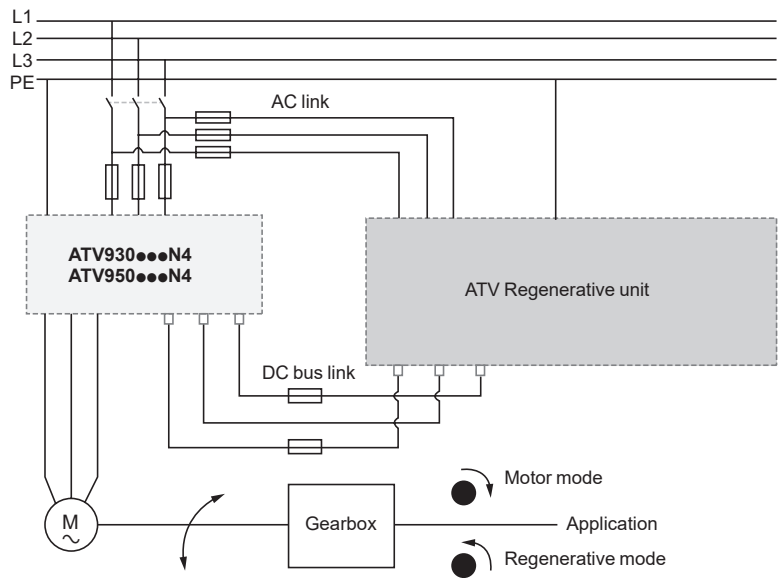 L1
L2
L3
PE
AC link
ATV930●●●N4
ATV950●●●N4
ATV Regenerative unit
DC bus link
Motor mode
M
Gearbox
Application
Regenerative mode